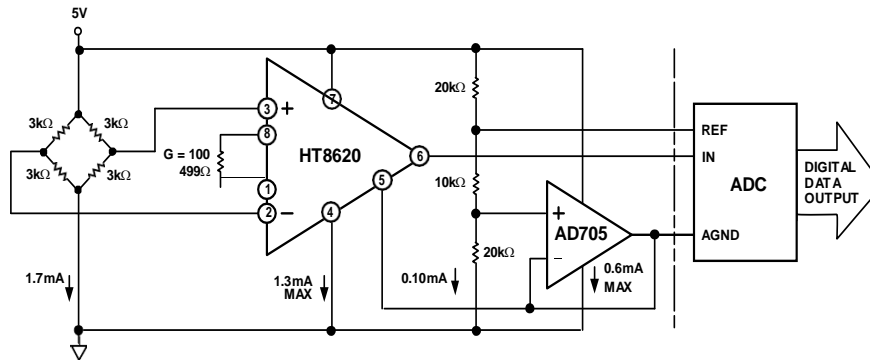 5V
3kΩ
3kΩ
3kΩ
3kΩ
1.7mA
G = 100
499Ω
3
8
1
2
+
−
HT8620
7
6
5
4
1.3mA
MAX
0.10mA
20kΩ
10kΩ
20kΩ
+
−
AD705
0.6mA
MAX
REF
IN
ADC
AGND
DIGITAL
DATA
OUTPUT